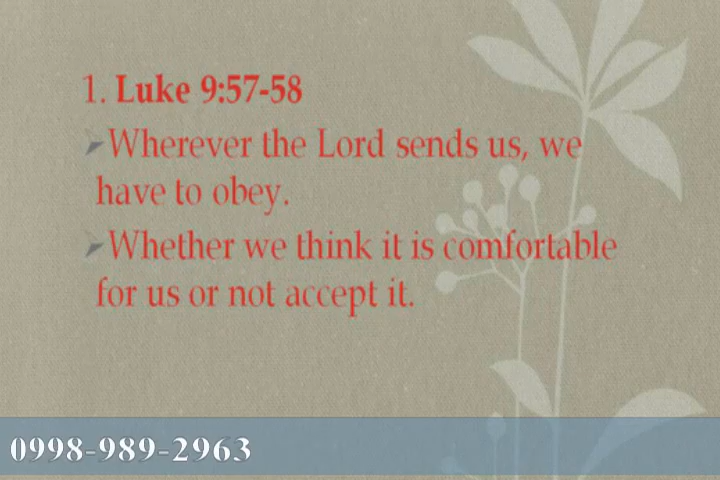 1. Luke 9:57-58
➢Wherever the Lord sends us, we
have to obey.
➢Whether we think it is comfortable
for us or not accept it.
0998-989-2963